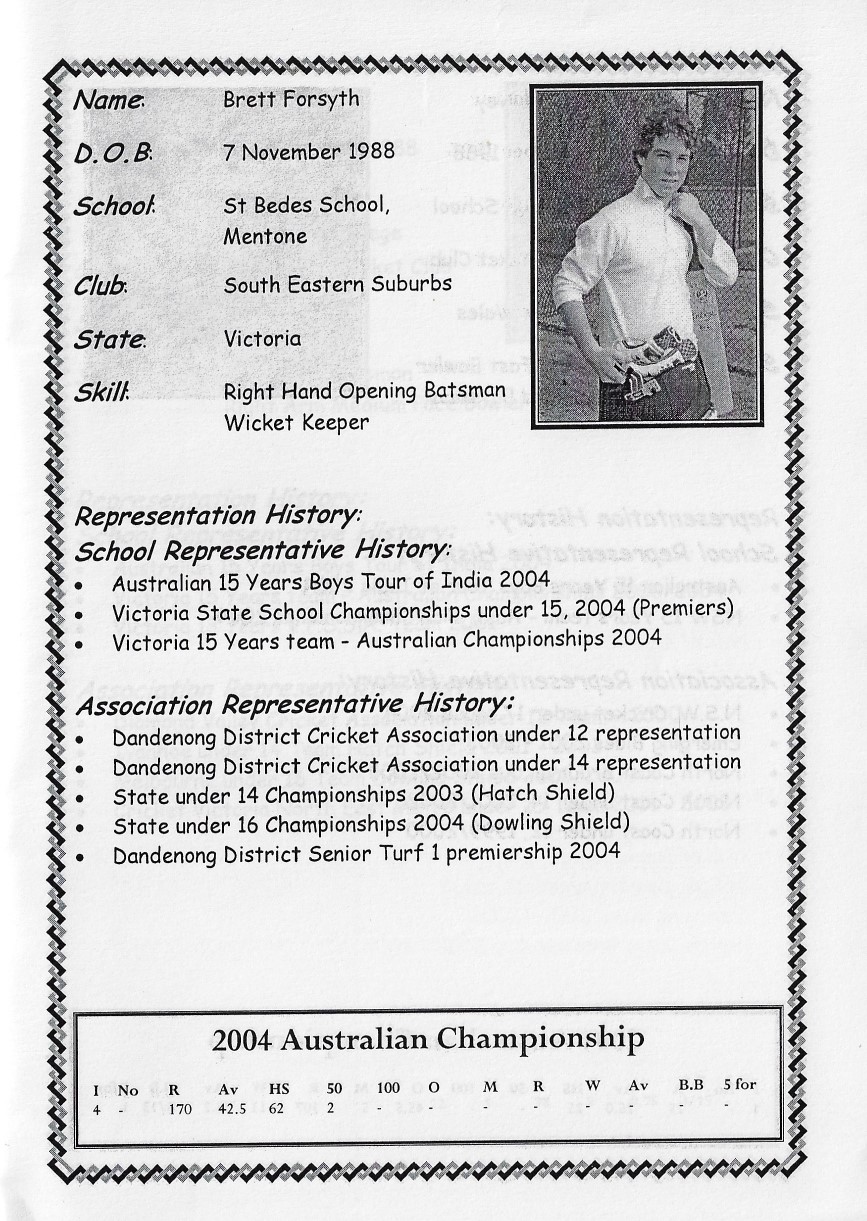 Name: Brett Forsyth
D.O.B: 7 November 1988
School: St Bedes School,
Mentone
Club: South Eastern Suburbs
State: Victoria
Skill: Right Hand Opening Batsman
Wicket Keeper
Representation History:
School Representative History:
• Australian 15 Years Boys Tour of India 2004
• Victoria State School Championships under 15, 2004 (Premiers)
• Victoria 15 Years team - Australian Championships 2004
Association Representative History:
• Dandenong District Cricket Association under 12 representation
• Dandenong District Cricket Association under 14 representation
• State under 14 Championships 2003 (Hatch Shield)
• State under 16 Championships 2004 (Dowling Shield)
• Dandenong District Senior Turf 1 premiership 2004
2004 Australian Championship
I No R Av HS 50 100 O M R W Av B.B 5 for
4 - 170 42.5 62 2 - - - - - - - -